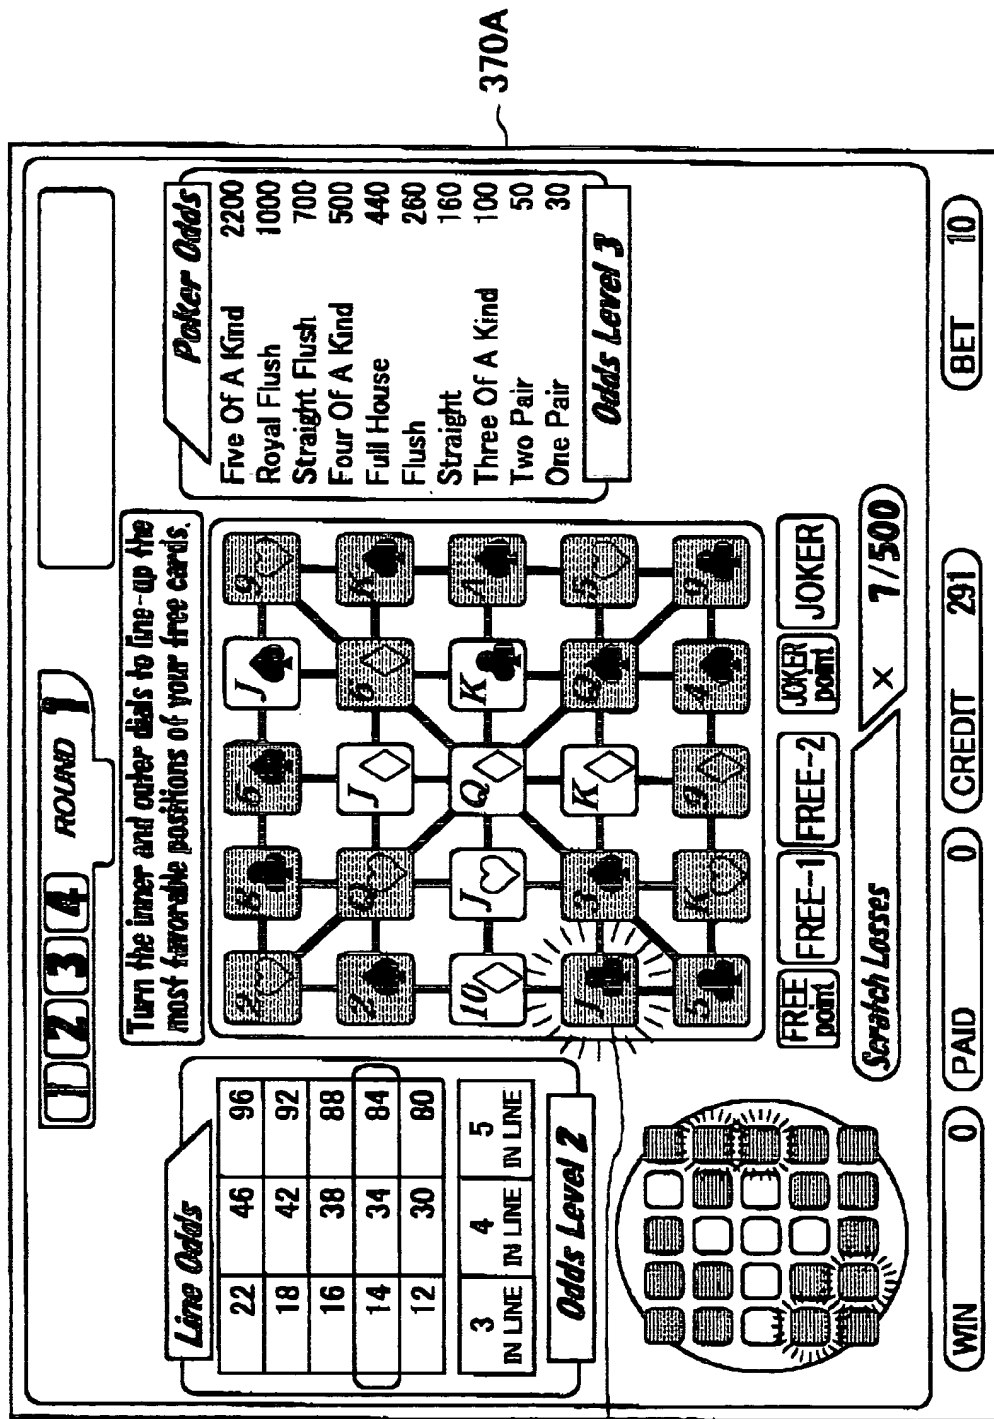 370A
1 2 3 4 ROUND 1
Turn the inner and outer dials to line-up the
most favorable positions of your free cards.
Line Odds
22 46 96
18 42 92
16 38 88
14 34 84
12 30 80
3 IN LINE 4 IN LINE 5 IN LINE
Odds Level 2
J 9
J K
10 J Q K A
K Q
K 9 4 9
Poker Odds
Five Of A Kind 2200
Royal Flush 1000
Straight Flush 700
Four Of A Kind 500
Full House 440
Flush 260
Straight 160
Three Of A Kind 100
Two Pair 50
One Pair 30
Odds Level 3
FREE point FREE-1 FREE-2 JOKER point JOKER
Scratch Losses × 7/500
WIN 0 PAID 0 CREDIT 291 BET 10